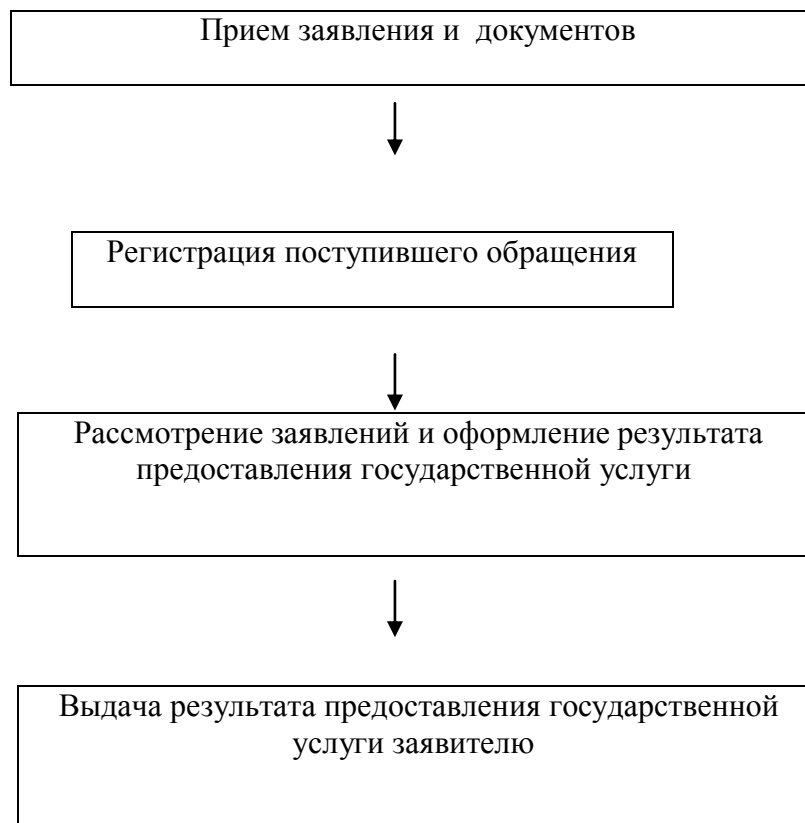 Прием заявления и  документов
Регистрация поступившего обращения
Рассмотрение заявлений и оформление результата
предоставления государственной услуги
Выдача результата предоставления государственной
услуги заявителю